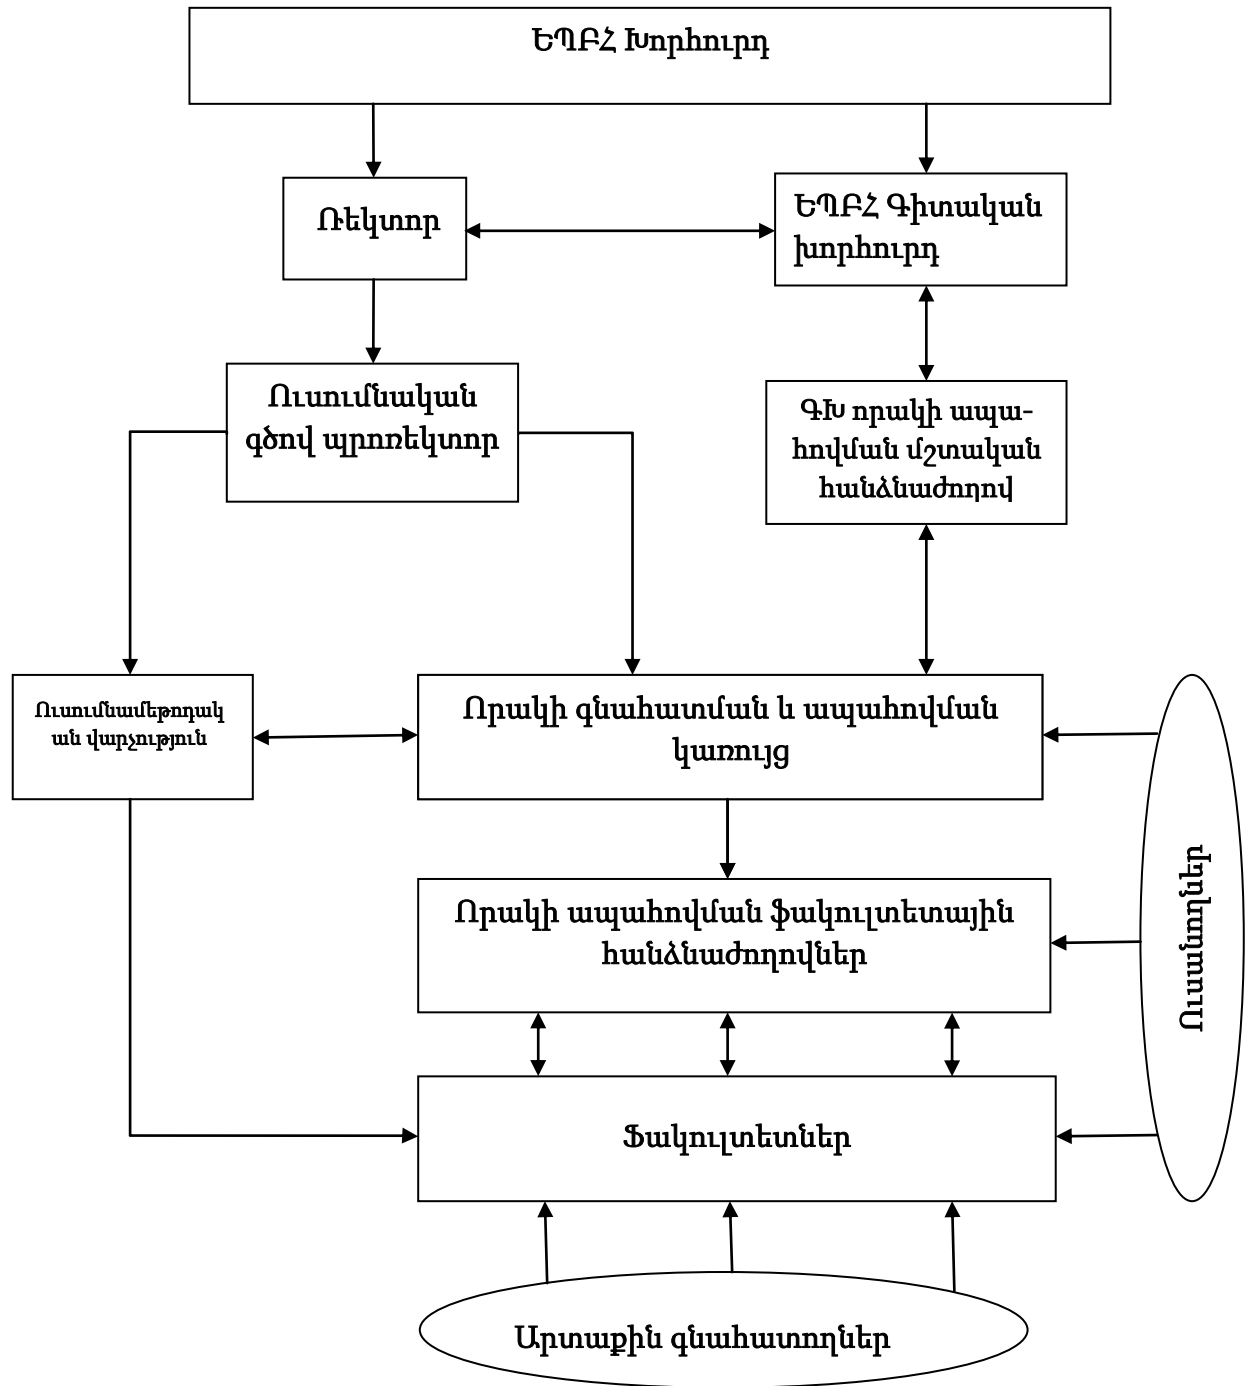 ԵՊԲՀ Խորհուրդ
Ռեկտոր
ԵՊԲՀ Գիտական
խորհուրդ
Ուսումնական
գծով պրոռեկտոր
ԳԽ որակի ապա-
հովման մշտական
հանձնաժողով
Ուսումնամեթոդակ
ան վարչություն
Որակի գնահատման և ապահովման
կառույց
Որակի ապահովման ֆակուլտետային
հանձնաժողովներ
Ուսանողներ
Ֆակուլտետներ
Արտաքին գնահատողներ